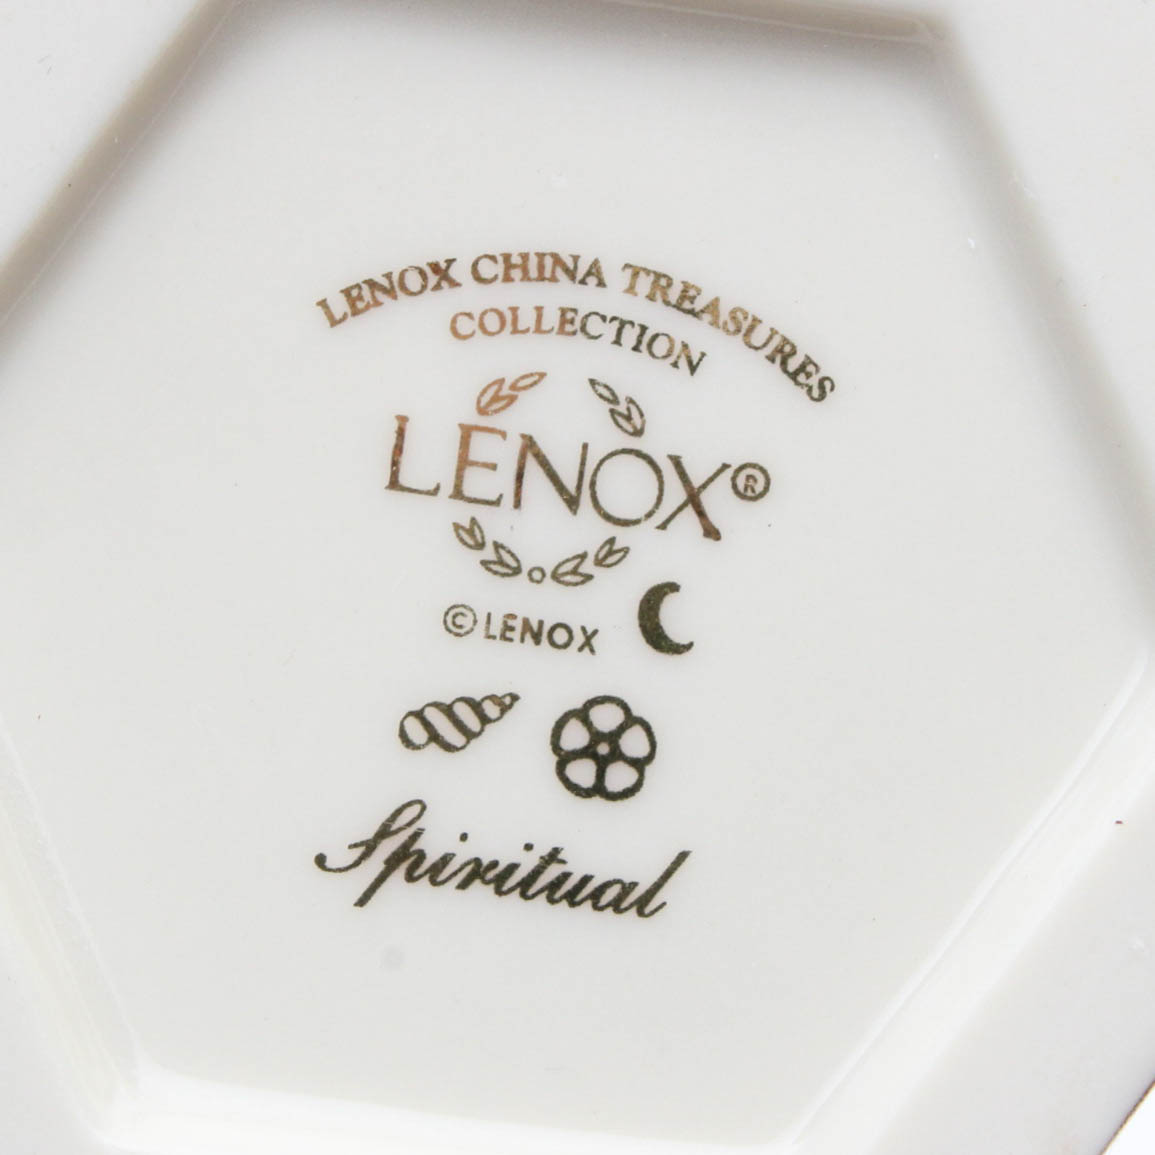 LENOX CHINA TREASURES
COLLECTION
LENOX®
© LENOX
Spiritual